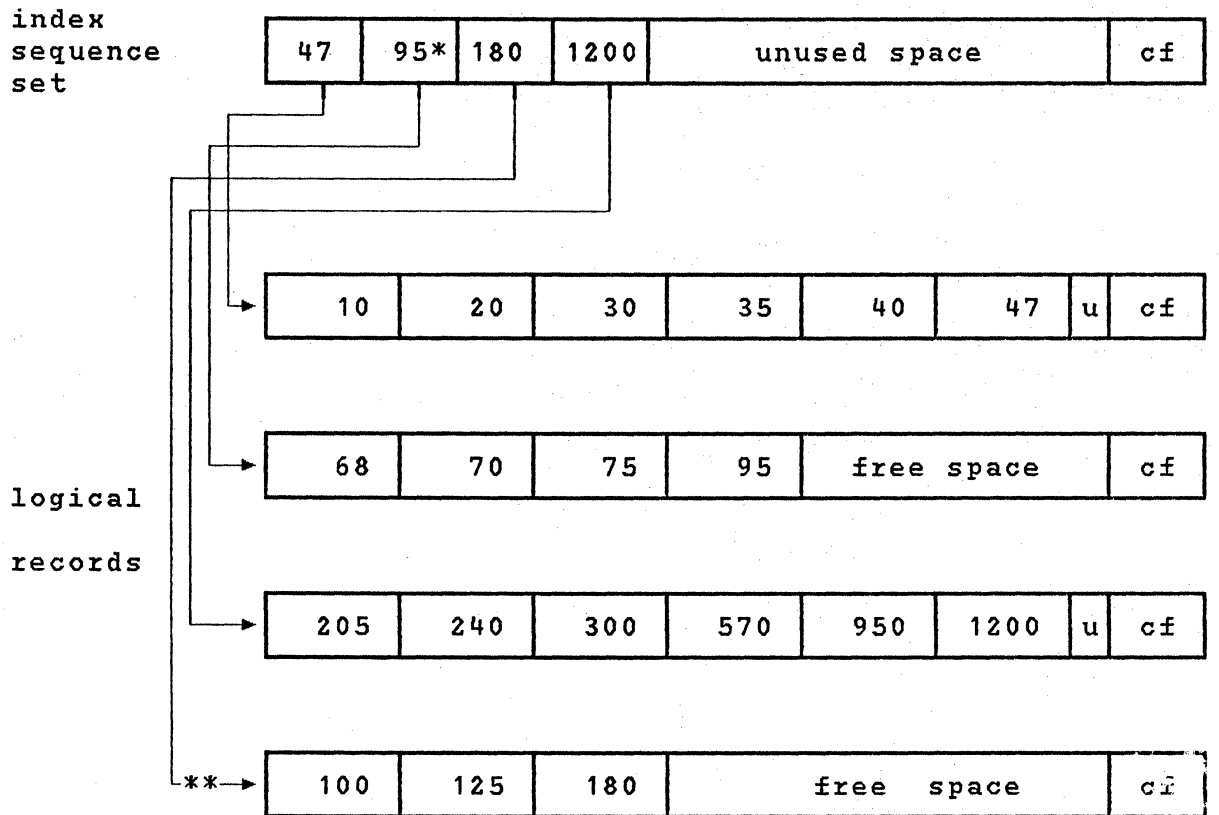 index
sequence
set
47 95* 180 1200 unused space cf
10 20 30 35 40 47 u cf
68 70 75 95 free space cf
logical
records
205 240 300 570 950 1200 u cf
** 100 125 180 free space cf